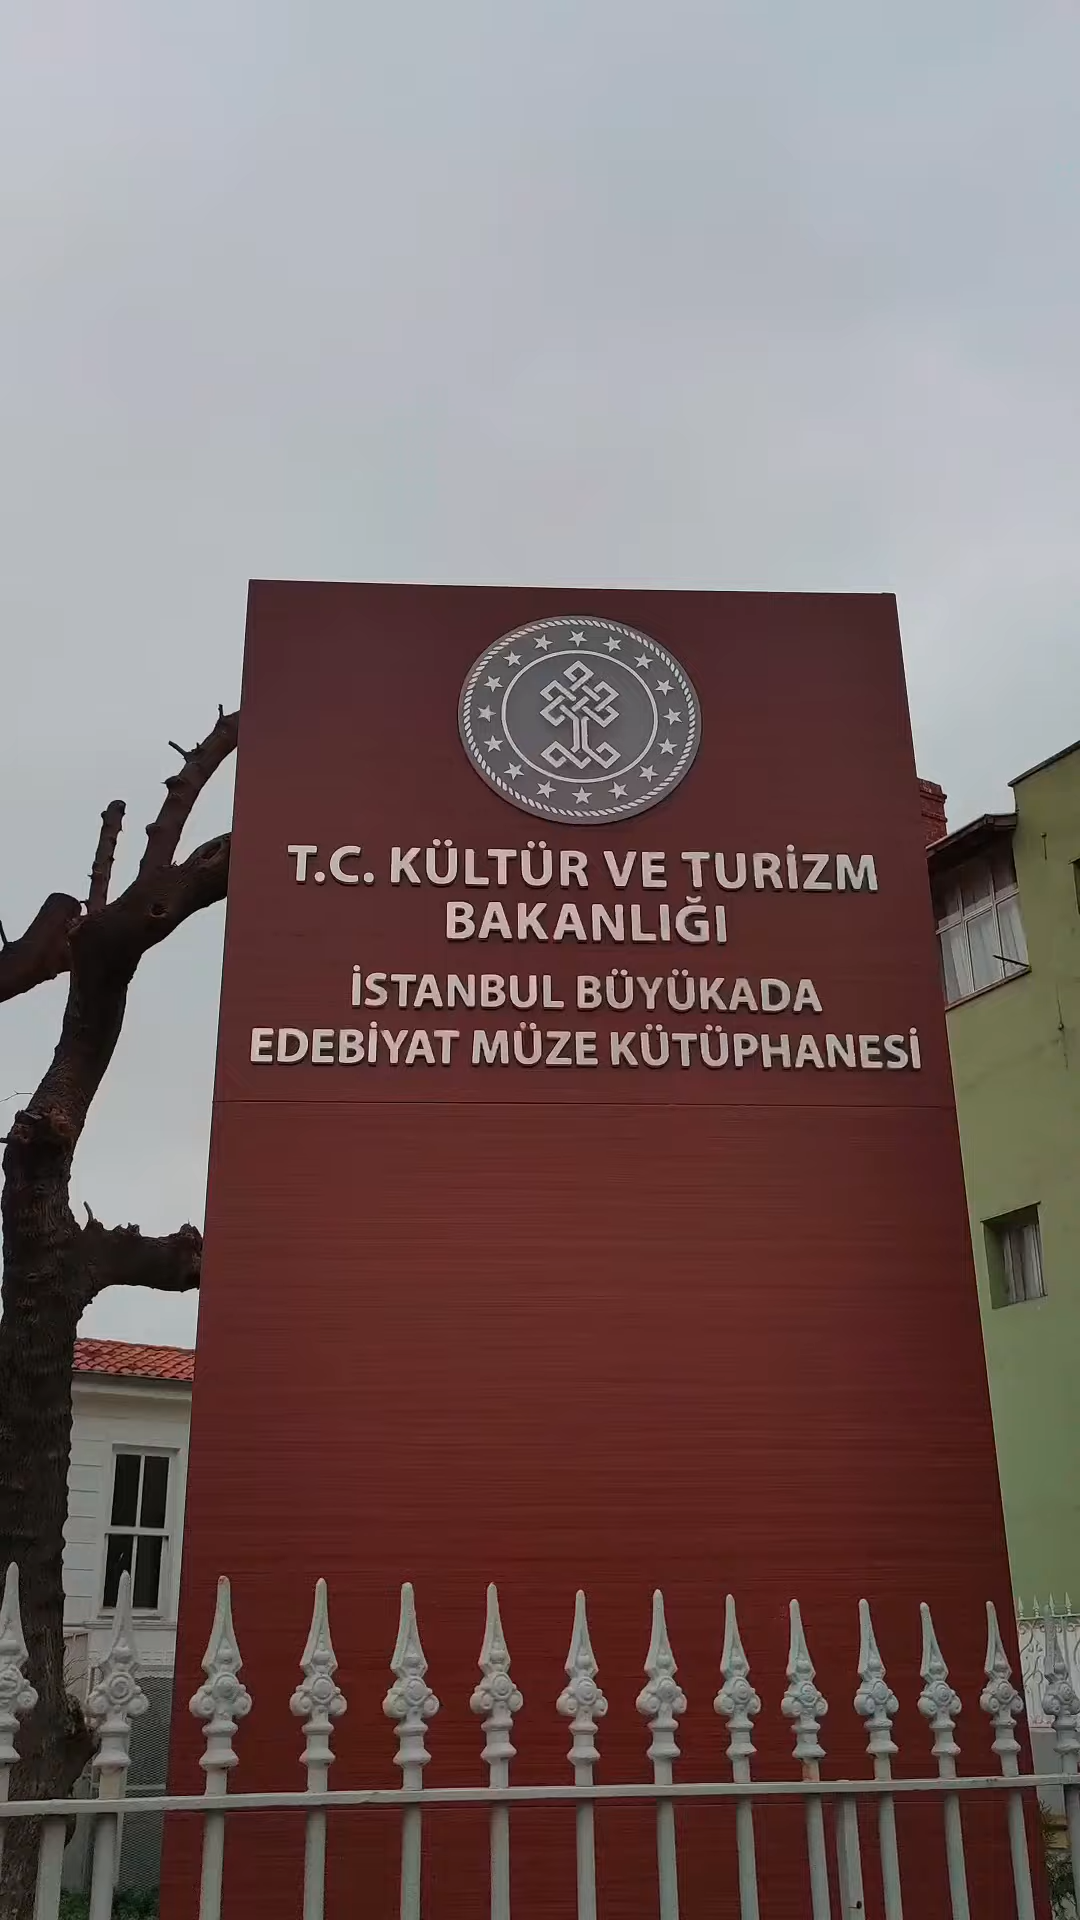 T.C. KÜLTÜR VE TURİZM
BAKANLIĞI
İSTANBUL BÜYÜKADA
EDEBİYAT MÜZE KÜTÜPHANESİ